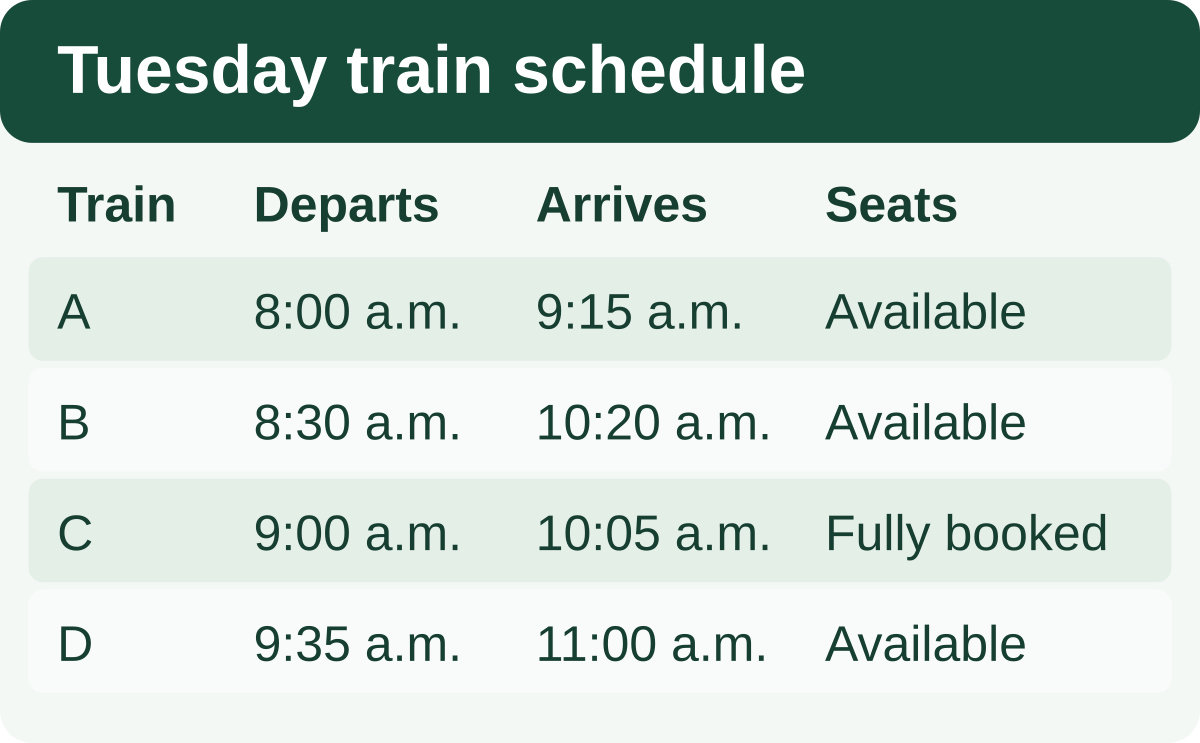 Tuesday train schedule
Train Departs Arrives Seats
A 8:00 a.m. 9:15 a.m. Available
B 8:30 a.m. 10:20 a.m. Available
C 9:00 a.m. 10:05 a.m. Fully booked
D 9:35 a.m. 11:00 a.m. Available